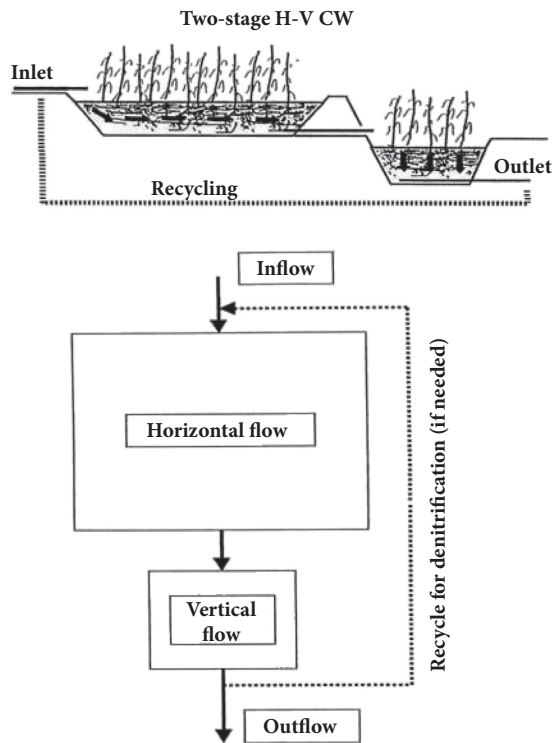 Two-stage H-V CW
Inlet
Outlet
Recycling
Inflow
Horizontal flow
Recycle for denitrification (if needed)
Vertical
flow
Outflow